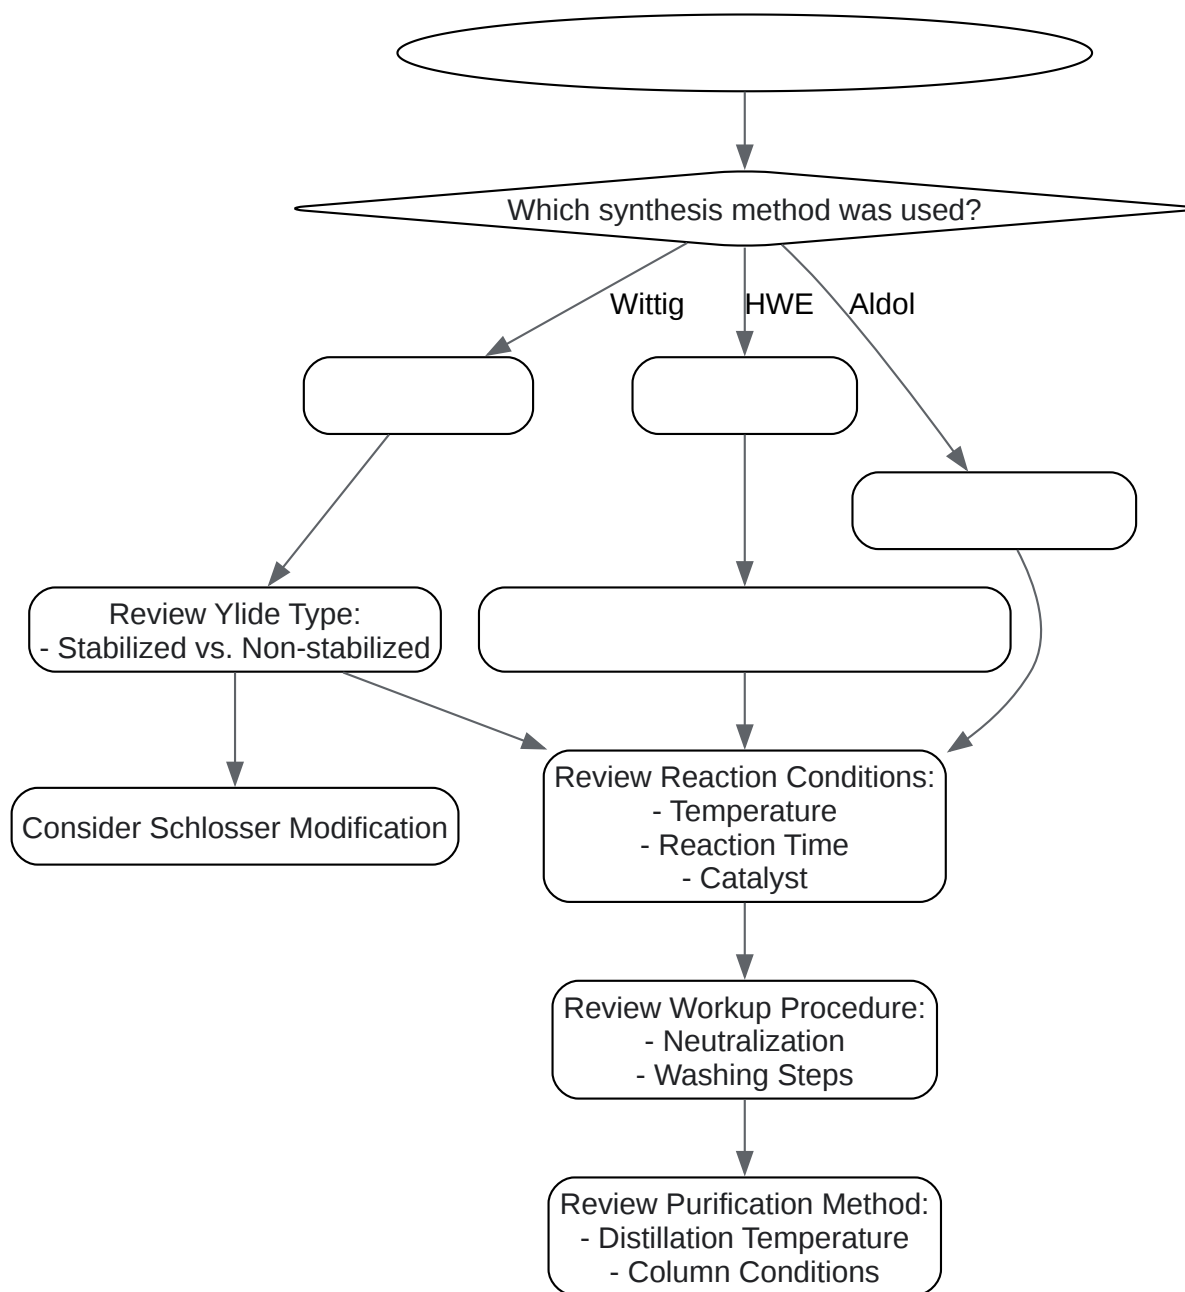 Which synthesis method was used?
Wittig
HWE
Aldol
Review Ylide Type:
- Stabilized vs. Non-stabilized
Consider Schlosser Modification
Review Reaction Conditions:
- Temperature
- Reaction Time
- Catalyst
Review Workup Procedure:
- Neutralization
- Washing Steps
Review Purification Method:
- Distillation Temperature
- Column Conditions